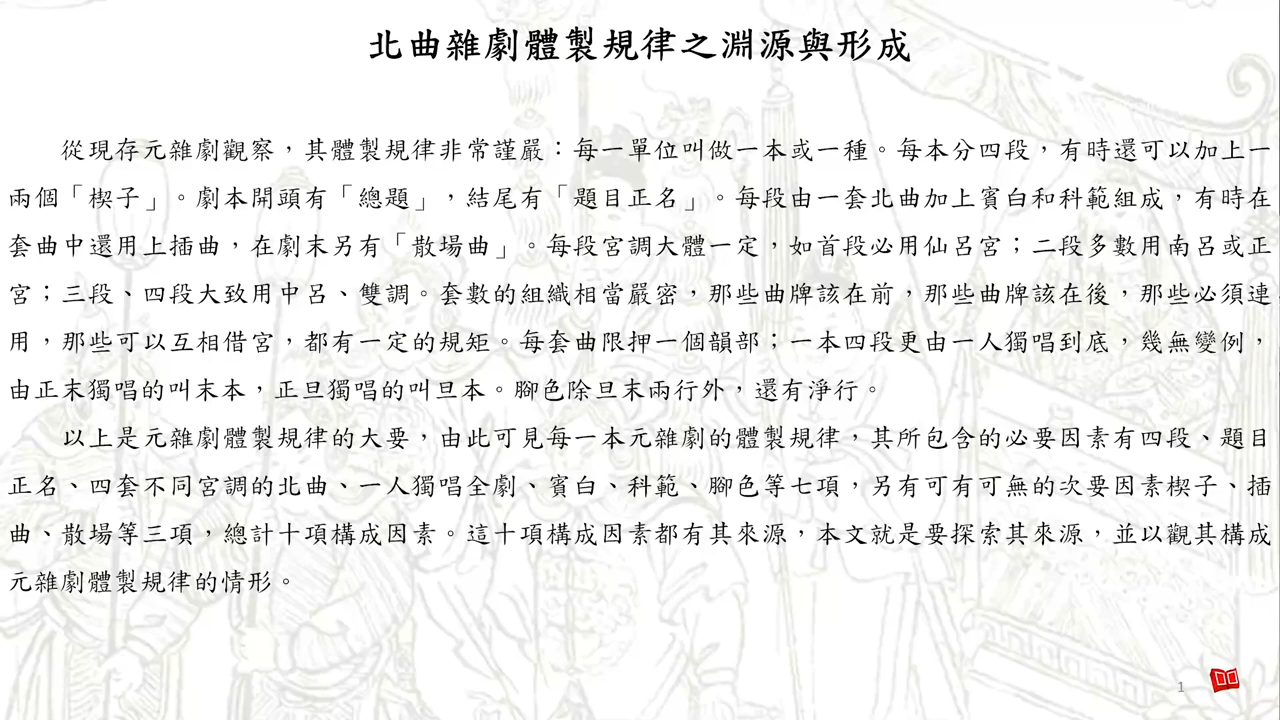 北曲雜劇體製規律之淵源與形成
從現存元雜劇觀察，其體製規律非常謹嚴：每一單位叫做一本或一種。每本分四段，有時還可以加上一
兩個「楔子」。劇本開頭有「總題」，結尾有「題目正名」。每段由一套北曲加上賓白和科範組成，有時在
套曲中還用上插曲，在劇末另有「散場曲」。每段宮調大體一定，如首段必用仙呂宮；二段多數用南呂或正
宮；三段、四段大致用中呂、雙調。套數的組織相當嚴密，那些曲牌該在前，那些曲牌該在後，那些必須連
用，那些可以互相借宮，都有一定的規矩。每套曲限押一個韻部；一本四段更由一人獨唱到底，幾無變例，
由正末獨唱的叫末本，正旦獨唱的叫旦本。腳色除旦末兩行外，還有淨行。
以上是元雜劇體製規律的大要，由此可見每一本元雜劇的體製規律，其所包含的必要因素有四段、題目
正名、四套不同宮調的北曲、一人獨唱全劇、賓白、科範、腳色等七項，另有可有可無的次要因素楔子、插
曲、散場等三項，總計十項構成因素。這十項構成因素都有其來源，本文就是要探索其來源，並以觀其構成
元雜劇體製規律的情形。
1